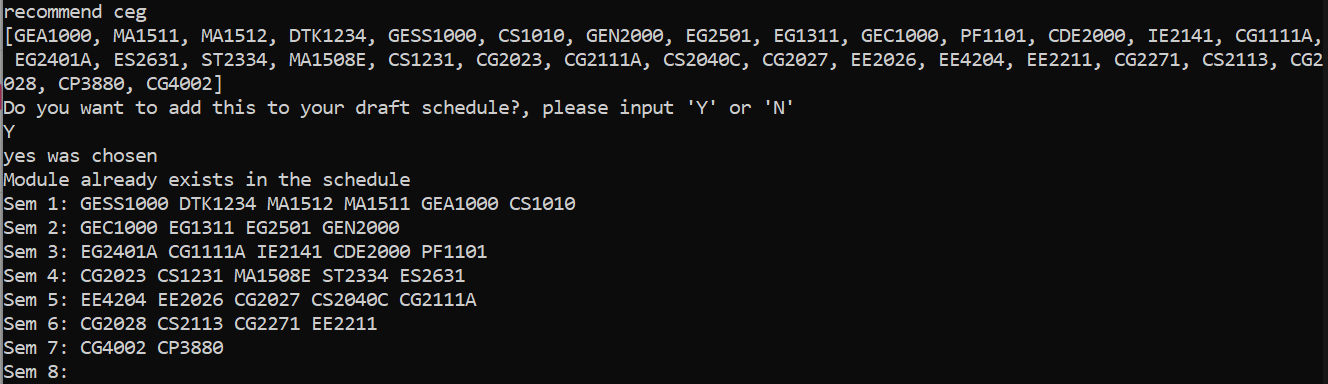 recommend ceg
[GEA1000, MA1511, MA1512, DTK1234, GESS1000, CS1010, GEN2000, EG2501, EG1311, GEC1000, PF1101, CDE2000, IE2141, CG1111A,
EG2401A, ES2631, ST2334, MA1508E, CS1231, CG2023, CG2111A, CS2040C, CG2027, EE2026, EE4204, EE2211, CG2271, CS2113, CG2
028, CP3880, CG4002]
Do you want to add this to your draft schedule?, please input 'Y' or 'N'
Y
yes was chosen
Module already exists in the schedule
Sem 1: GESS1000 DTK1234 MA1512 MA1511 GEA1000 CS1010
Sem 2: GEC1000 EG1311 EG2501 GEN2000
Sem 3: EG2401A CG1111A IE2141 CDE2000 PF1101
Sem 4: CG2023 CS1231 MA1508E ST2334 ES2631
Sem 5: EE4204 EE2026 CG2027 CS2040C CG2111A
Sem 6: CG2028 CS2113 CG2271 EE2211
Sem 7: CG4002 CP3880
Sem 8: